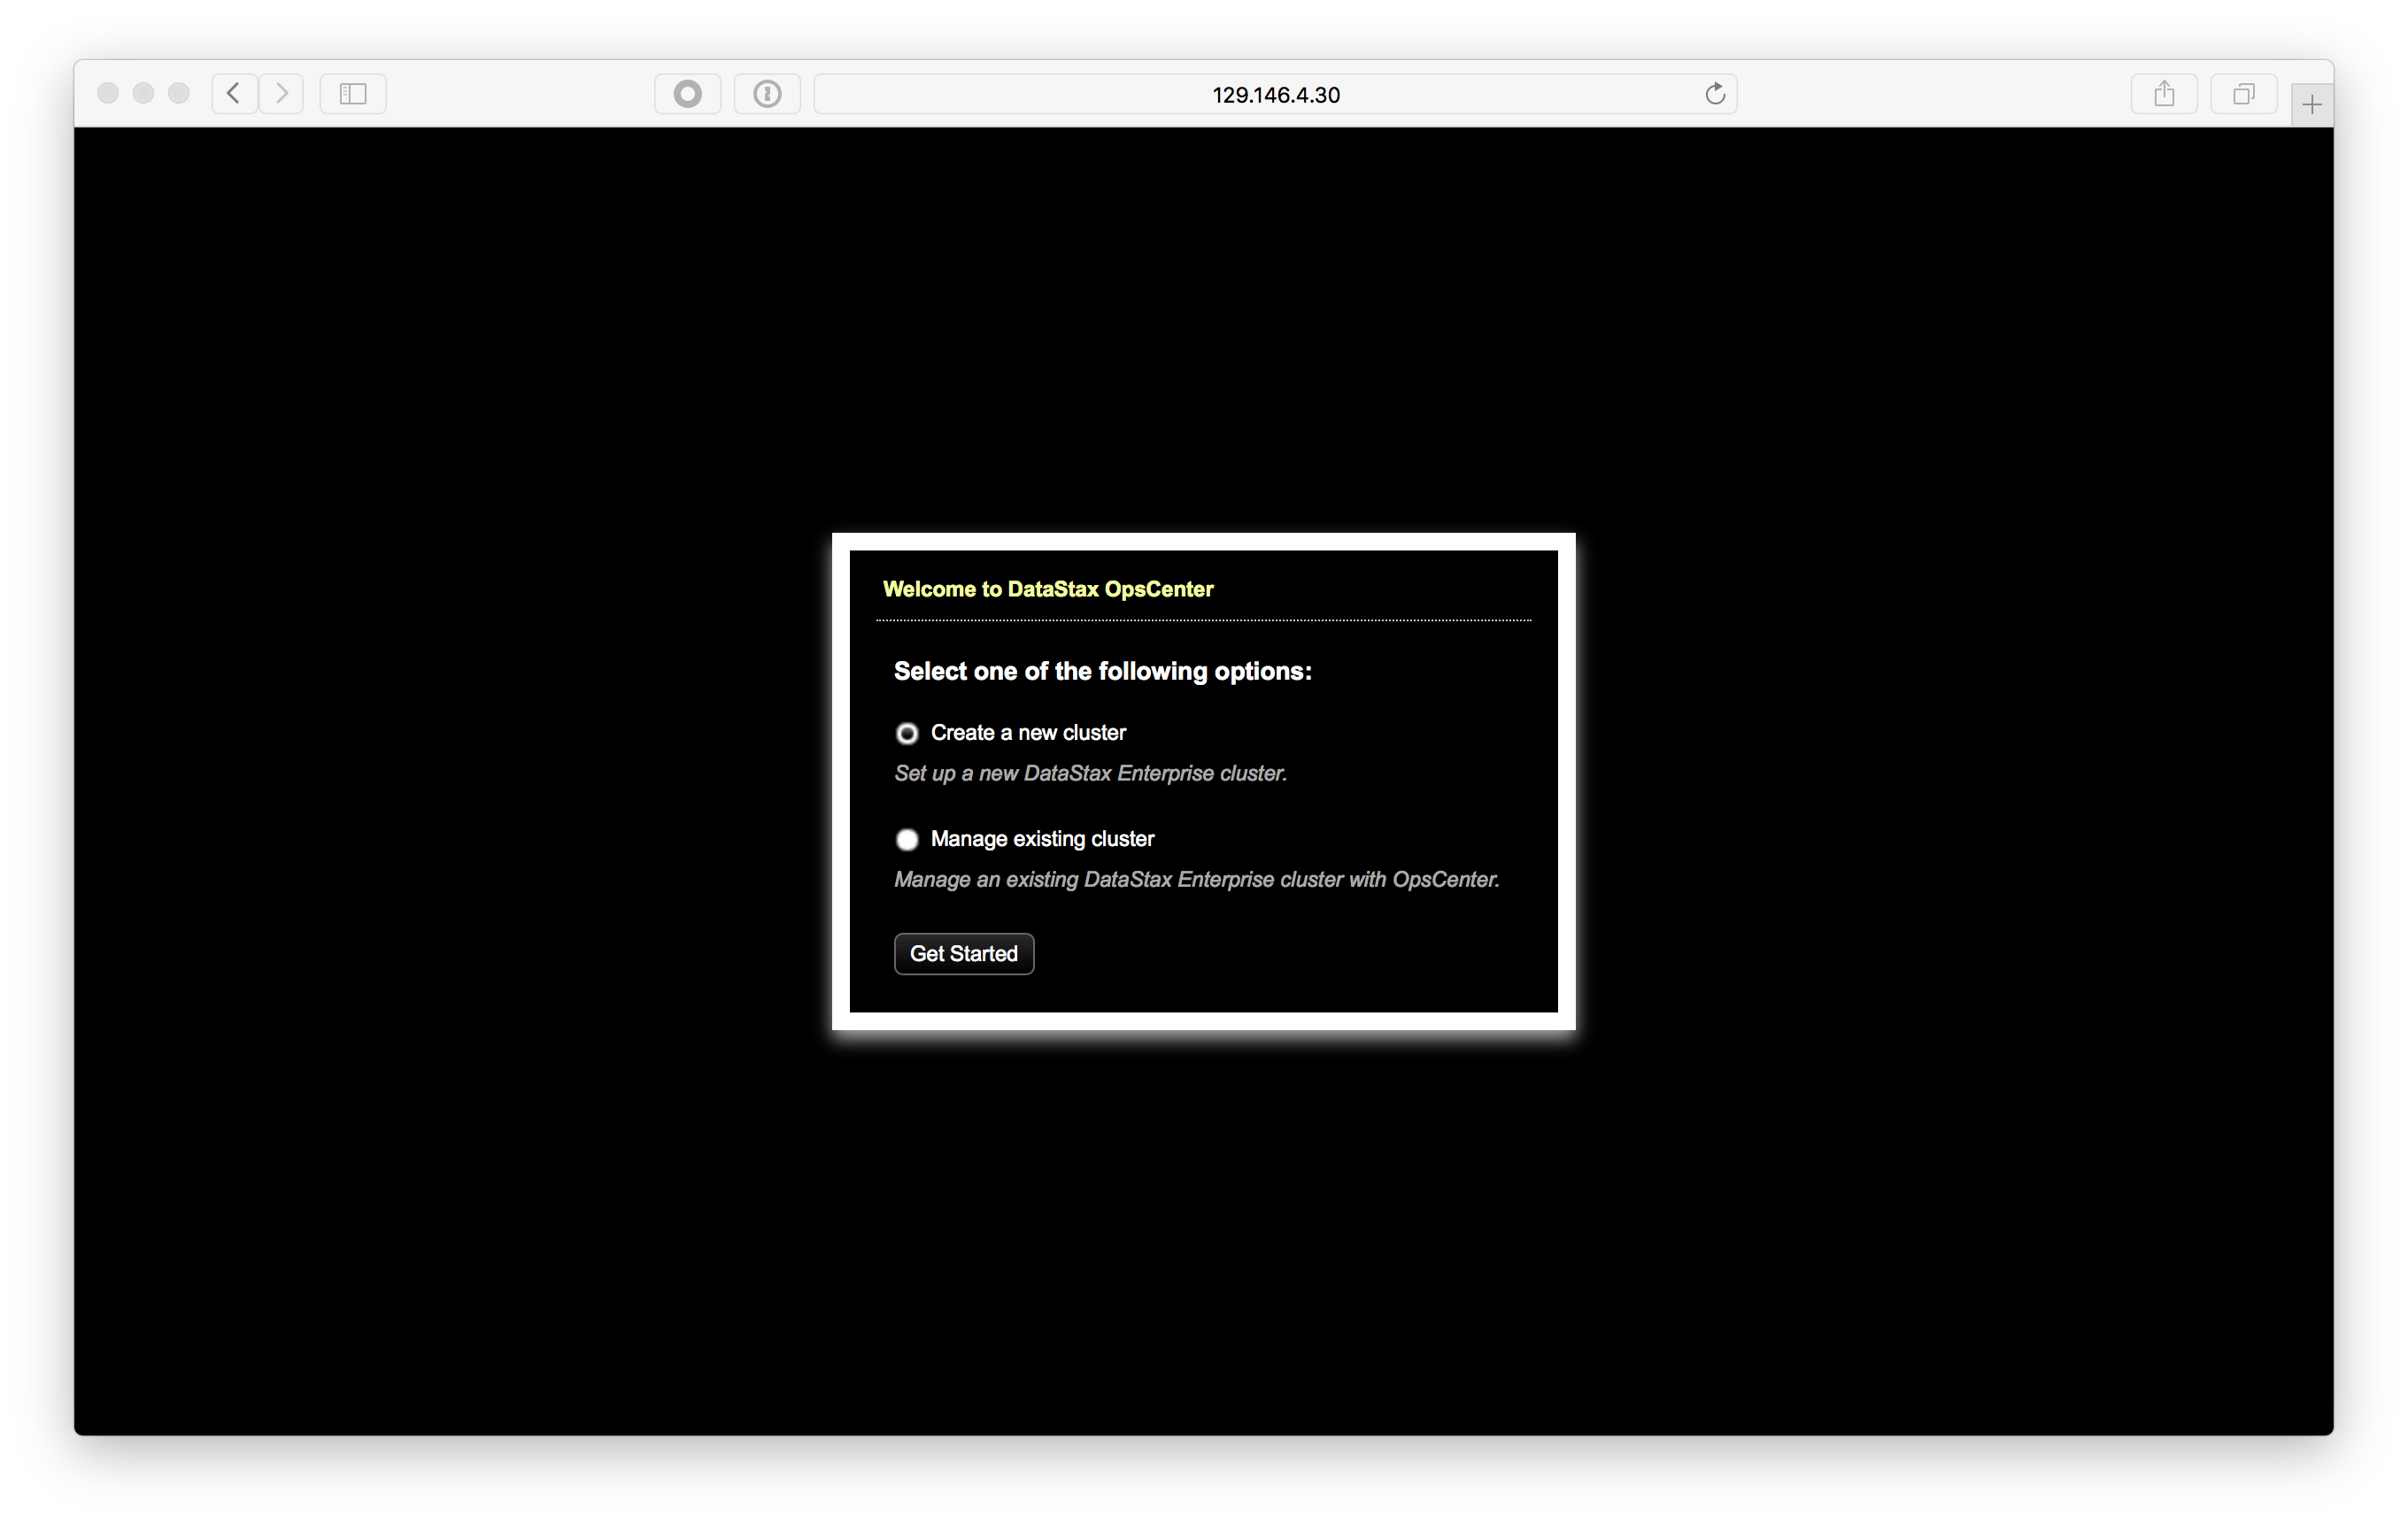 129.146.4.30
Welcome to DataStax OpsCenter
Select one of the following options:
Create a new cluster
Set up a new DataStax Enterprise cluster.
Manage existing cluster
Manage an existing DataStax Enterprise cluster with OpsCenter.
Get Started